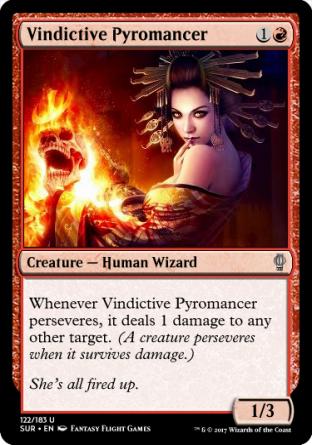 Vindictive Pyromancer 1
Creature — Human Wizard
Whenever Vindictive Pyromancer
perseveres, it deals 1 damage to any
other target. (A creature perseveres
when it survives damage.)
She's all fired up.
1/3
122/183 U
SUR • EN Fantasy Flight Games
™ & © 2017 Wizards of the Coast